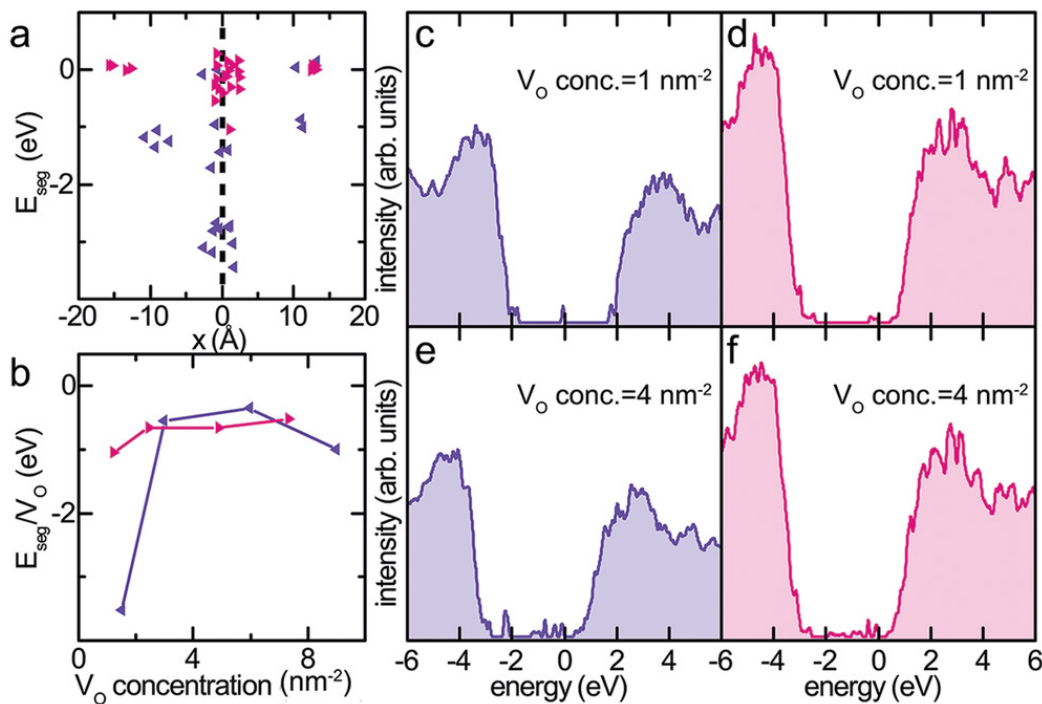 a
0
-2
E_seg (eV)
-20 -10 0 10 20
x (Å)
b
0
-2
E_seg/V_O (eV)
0 4 8
V_O concentration (nm⁻²)
c
V_O conc.=1 nm⁻²
intensity (arb. units)
d
V_O conc.=1 nm⁻²
e
V_O conc.=4 nm⁻²
intensity (arb. units)
-6 -4 -2 0 2 4 -6
energy (eV)
f
V_O conc.=4 nm⁻²
-4 -2 0 2 4 6
energy (eV)